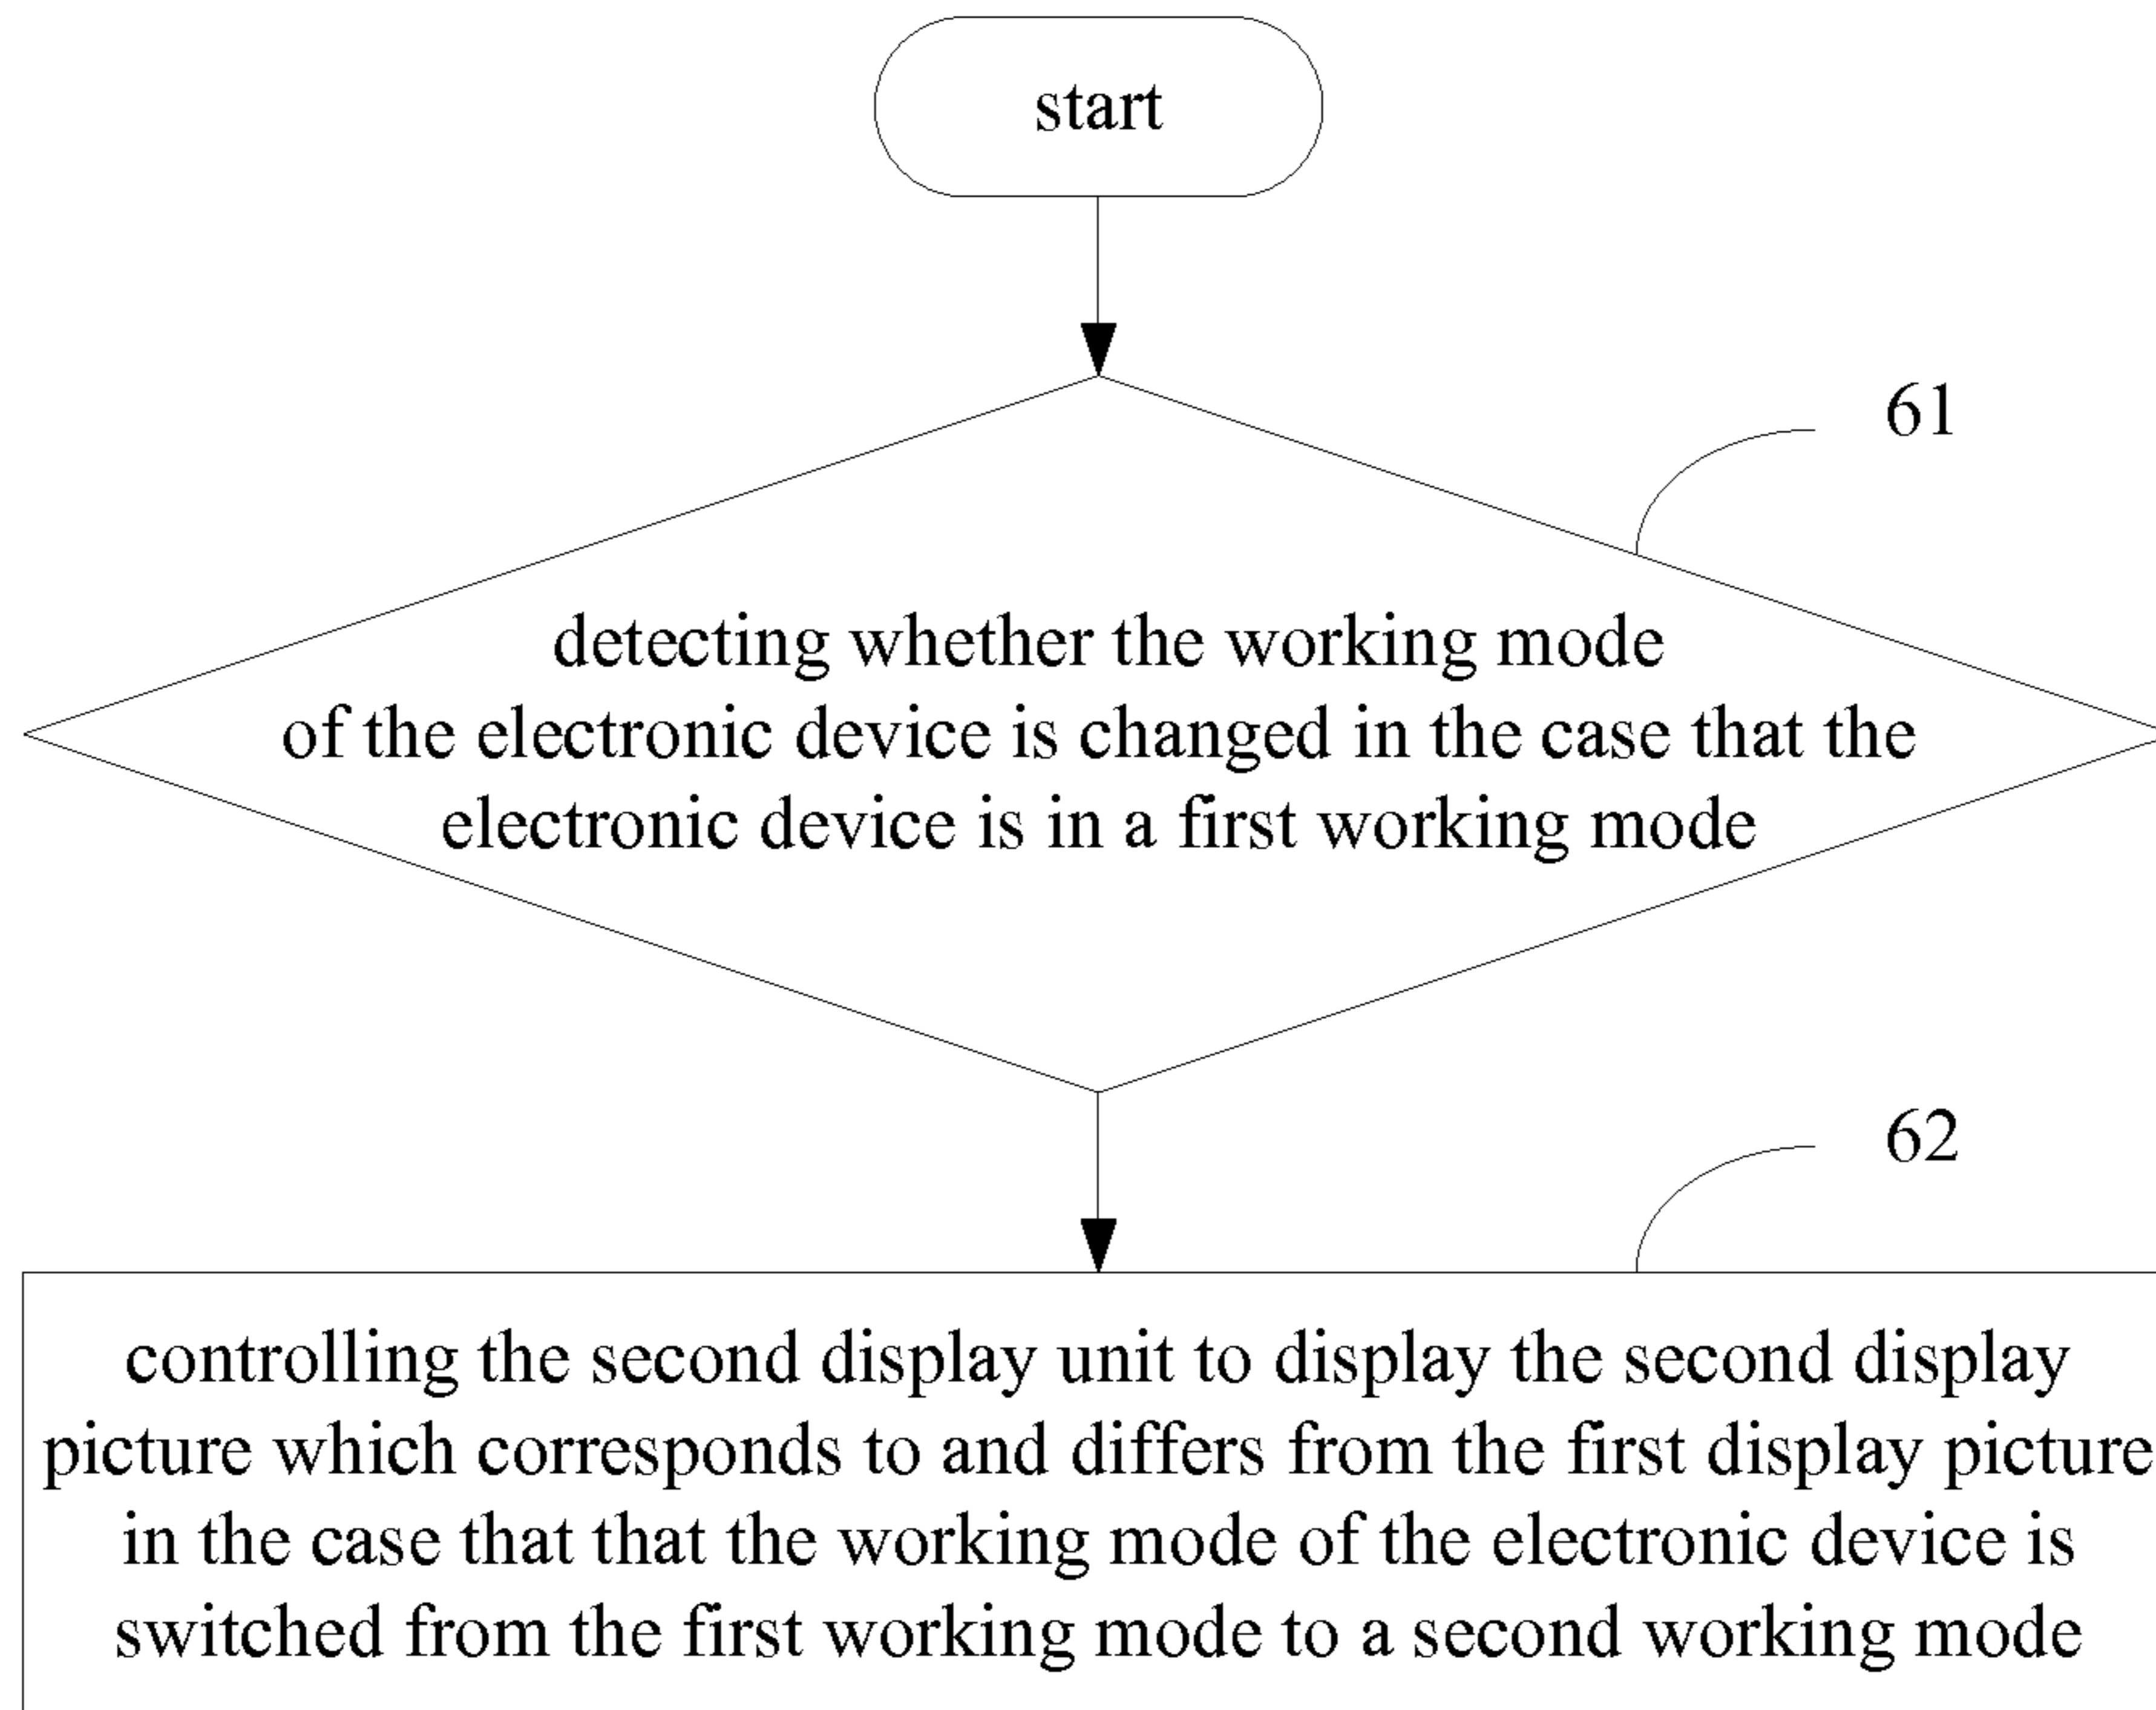 start
61
detecting whether the working mode
of the electronic device is changed in the case that the
electronic device is in a first working mode
62
controlling the second display unit to display the second display
picture which corresponds to and differs from the first display picture
in the case that that the working mode of the electronic device is
switched from the first working mode to a second working mode